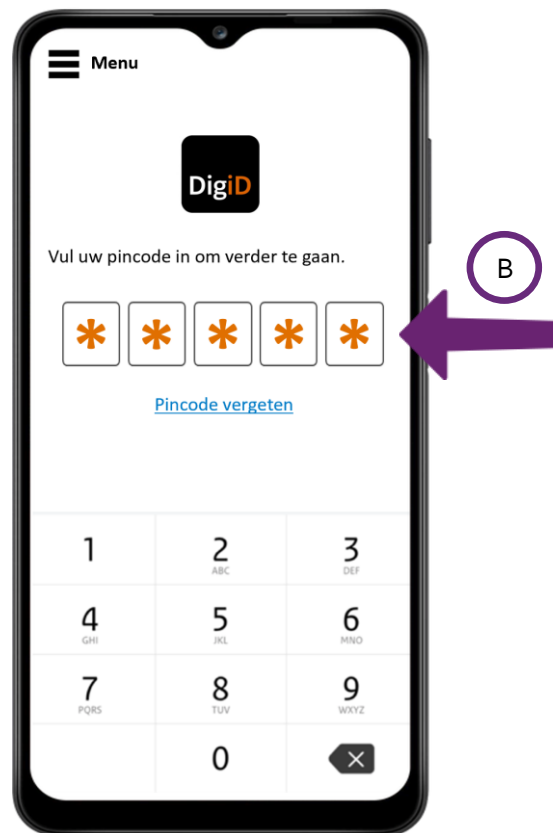 Menu
DigiD
Vul uw pincode in om verder te gaan.
B
* * * * *
Pincode vergeten
1 2 3
ABC DEF
4 5 6
GHI JKL MNO
7 8 9
PQRS TUV WXYZ
0